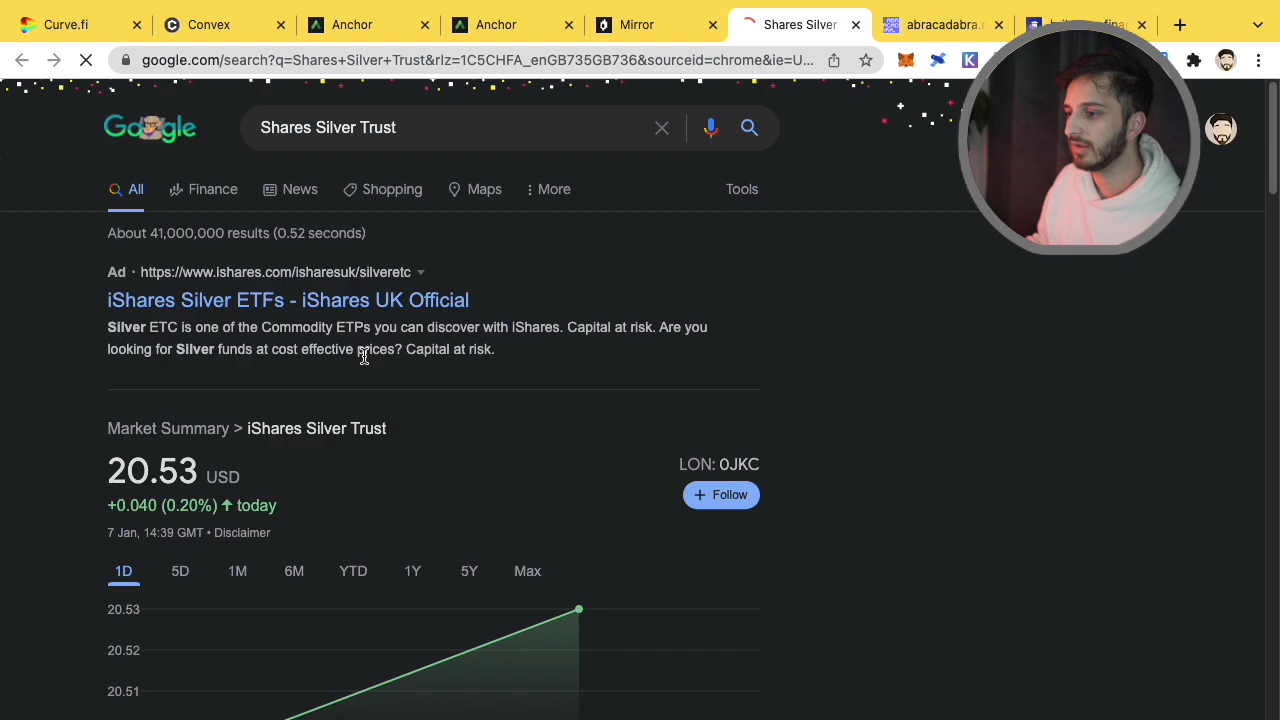 Curve.fi
Convex
Anchor
Anchor
Mirror
Shares Silver
abracadabra.
google.com/search?q=Shares+Silver+Trust&rlz=1C5CHFA_enGB735GB736&sourceid=chrome&ie=U...
Google
Shares Silver Trust
All
Finance
News
Shopping
Maps
More
Tools
About 41,000,000 results (0.52 seconds)
Ad · https://www.ishares.com/isharesuk/silveretc
iShares Silver ETFs - iShares UK Official
Silver ETC is one of the Commodity ETPs you can discover with iShares. Capital at risk. Are you
looking for Silver funds at cost effective prices? Capital at risk.
Market Summary > iShares Silver Trust
20.53 USD
LON: 0JKC
+0.040 (0.20%) today
+ Follow
7 Jan, 14:39 GMT • Disclaimer
1D
5D
1M
6M
YTD
1Y
5Y
Max
20.53
20.52
20.51